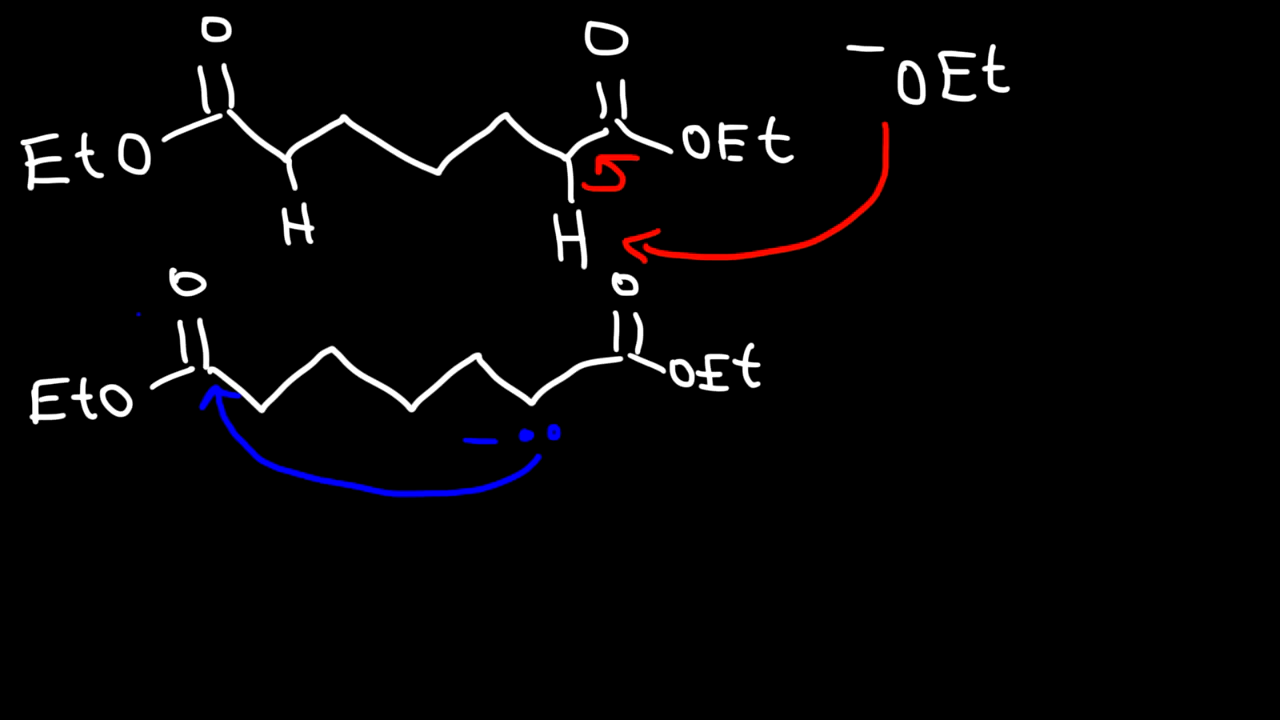 O O
− OEt
EtO OEt
H H
O O
EtO OEt
−